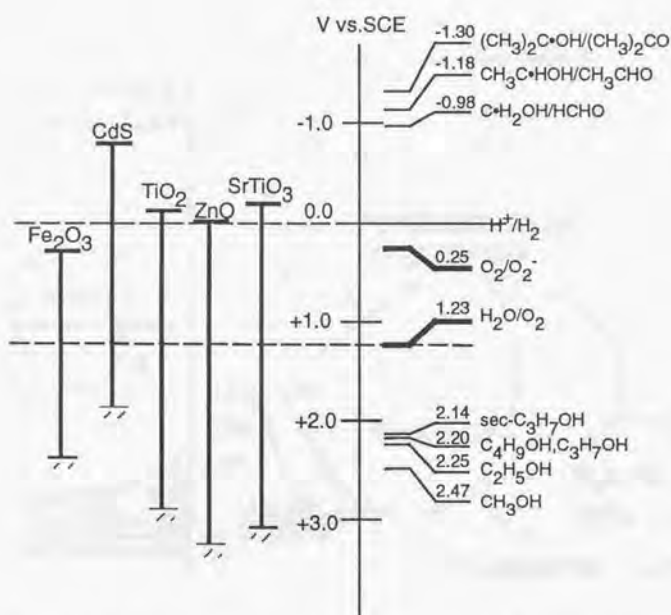 V vs.SCE
-1.30 (CH₃)₂C•OH/(CH₃)₂CO
-1.18 CH₃C•HOH/CH₃CHO
-0.98 C•H₂OH/HCHO
-1.0
CdS
TiO₂
ZnO
SrTiO₃
0.0
H⁺/H₂
Fe₂O₃
0.25 O₂/O₂⁻
1.23 H₂O/O₂
+1.0
+2.0
2.14 sec-C₃H₇OH
2.20 C₄H₉OH,C₃H₇OH
2.25 C₂H₅OH
2.47 CH₃OH
+3.0